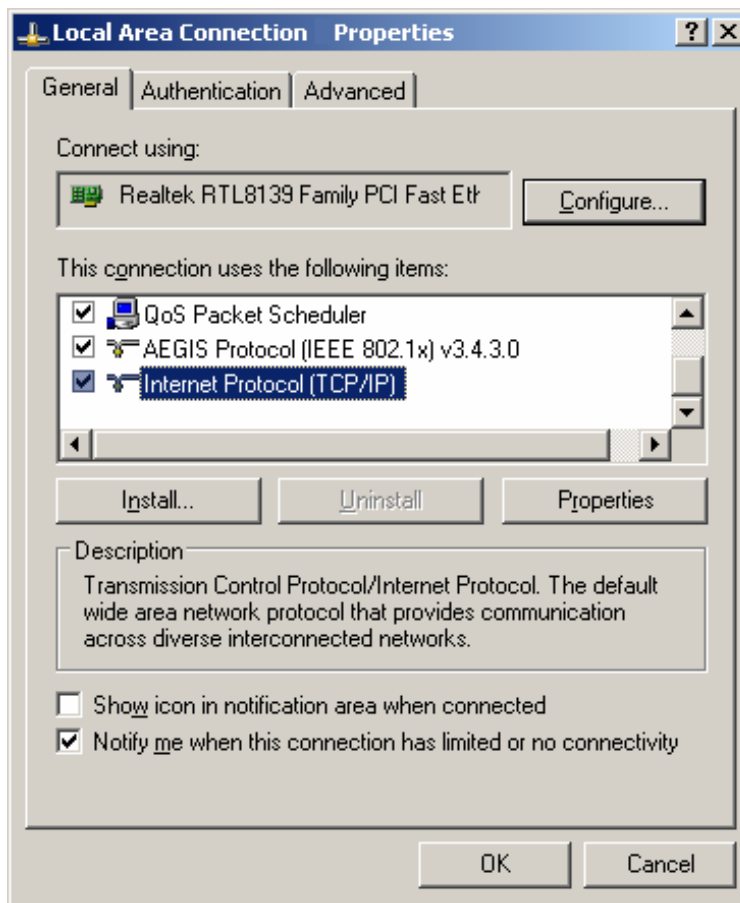 Local Area Connection Properties
General Authentication Advanced
Connect using:
Realtek RTL8139 Family PCI Fast Eth
Configure...
This connection uses the following items:
QoS Packet Scheduler
AEGIS Protocol (IEEE 802.1x) v3.4.3.0
Internet Protocol (TCP/IP)
Install... Uninstall Properties
Description
Transmission Control Protocol/Internet Protocol. The default
wide area network protocol that provides communication
across diverse interconnected networks.
Show icon in notification area when connected
Notify me when this connection has limited or no connectivity
OK Cancel